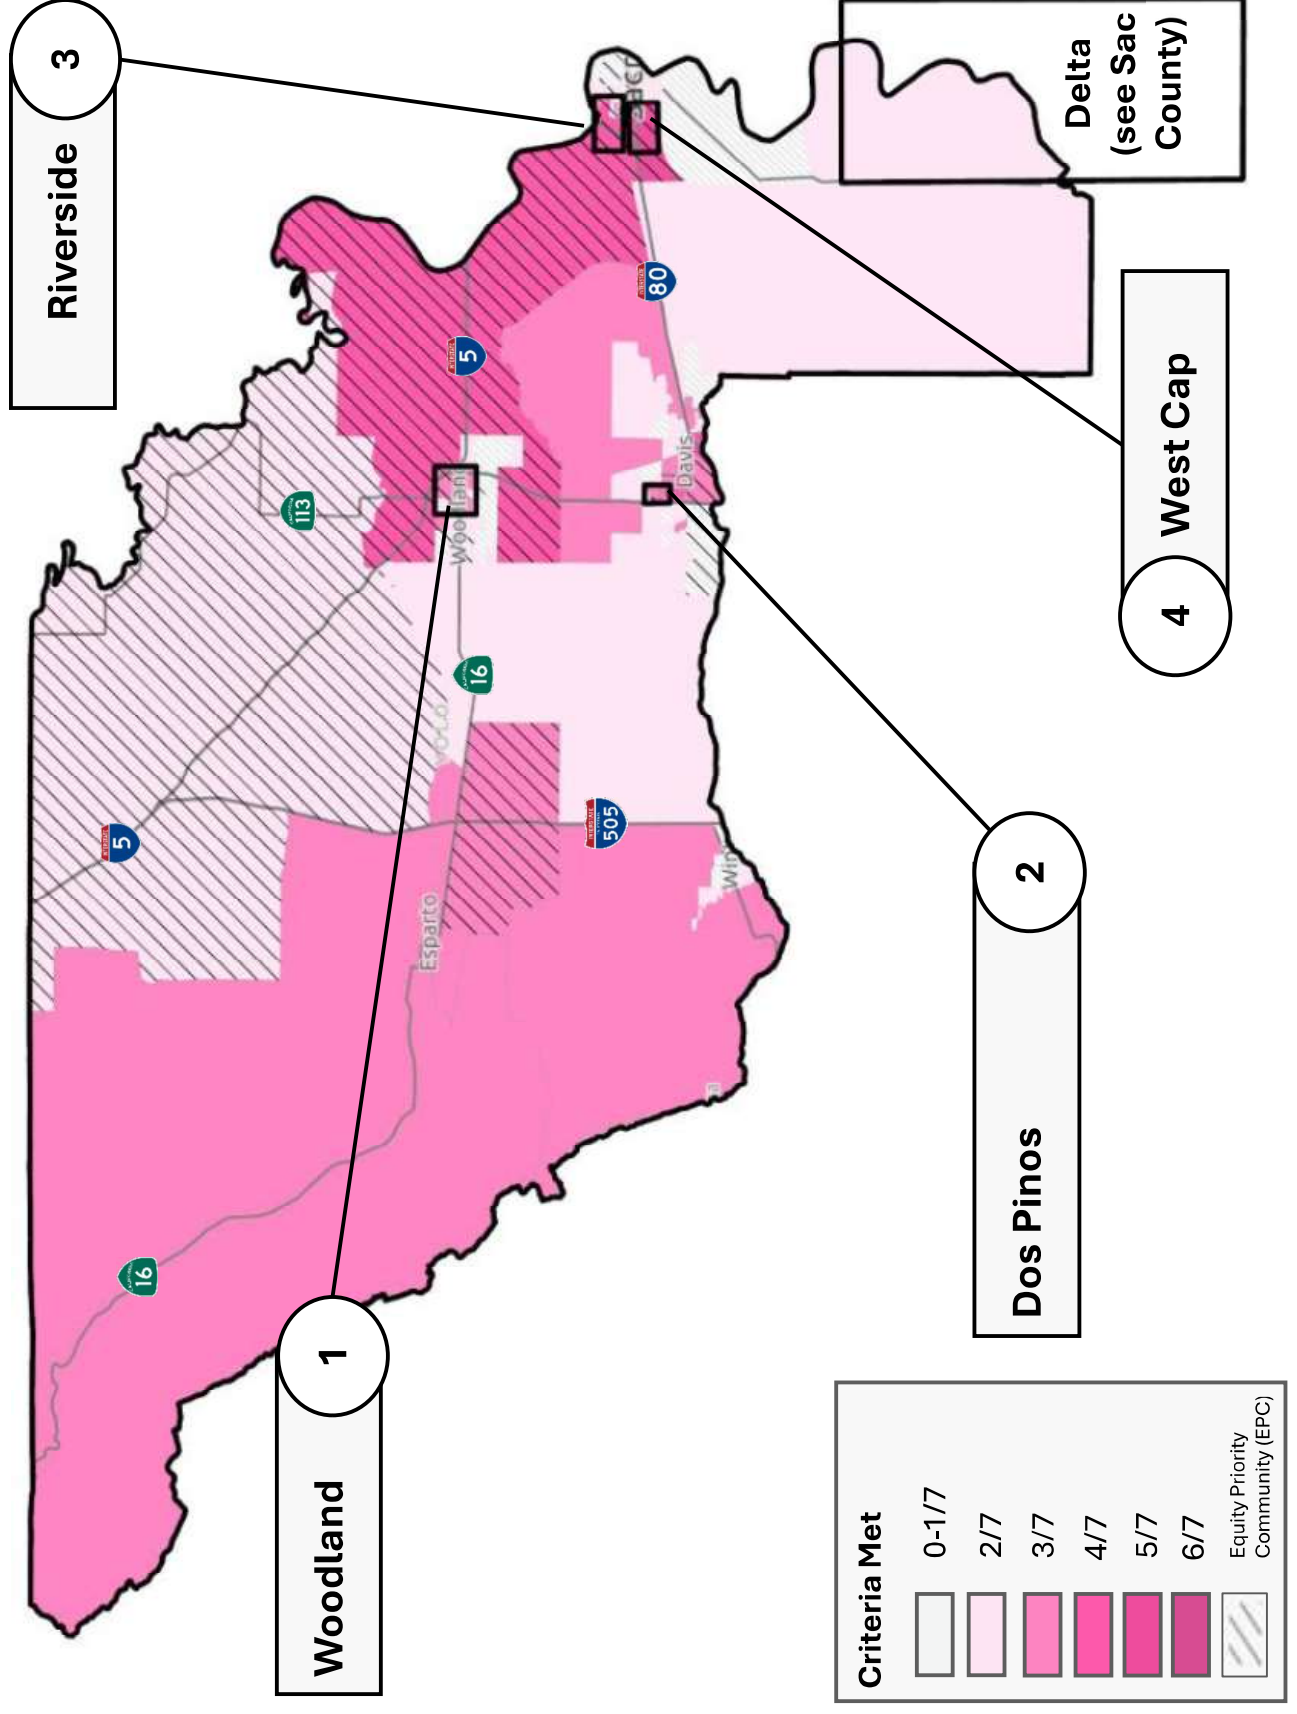 3
Riverside
Delta
(see Sac
County)
113
5
80
5
Woodland
Davis
16
West Cap
4
YOLO
505
Esparto
Win
16
1
Woodland
2
Dos Pinos
Criteria Met
0-1/7
2/7
3/7
4/7
5/7
6/7
Equity Priority
Community (EPC)